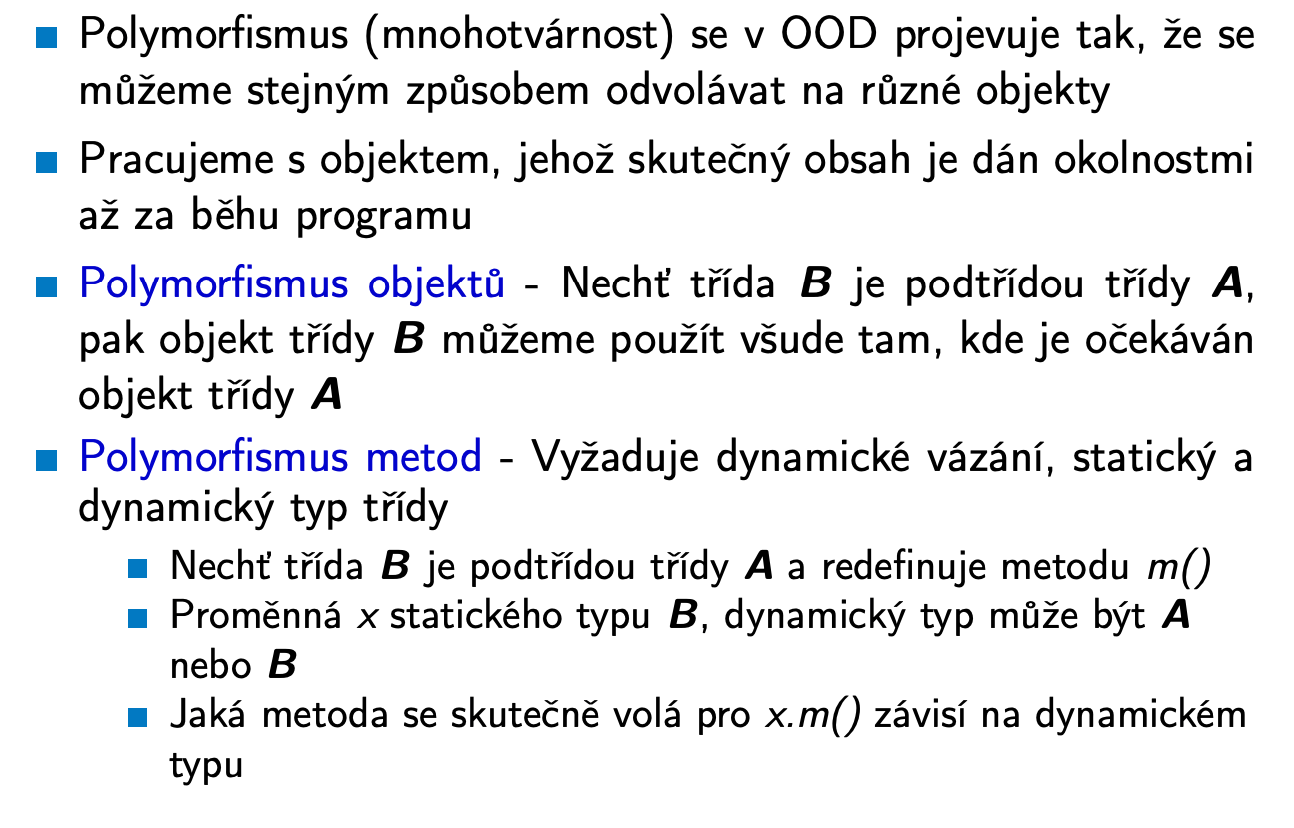 Polymorfismus (mnohotvárnost) se v OOD projevuje tak, že se
můžeme stejným způsobem odvolávat na různé objekty
Pracujeme s objektem, jehož skutečný obsah je dán okolnostmi
až za běhu programu
Polymorfismus objektů - Nechť třída B je podtřídou třídy A,
pak objekt třídy B můžeme použít všude tam, kde je očekáván
objekt třídy A
Polymorfismus metod - Vyžaduje dynamické vázání, statický a
dynamický typ třídy
Nechť třída B je podtřídou třídy A a redefinuje metodu m()
Proměnná x statického typu B, dynamický typ může být A
nebo B
Jaká metoda se skutečně volá pro x.m() závisí na dynamickém
typu